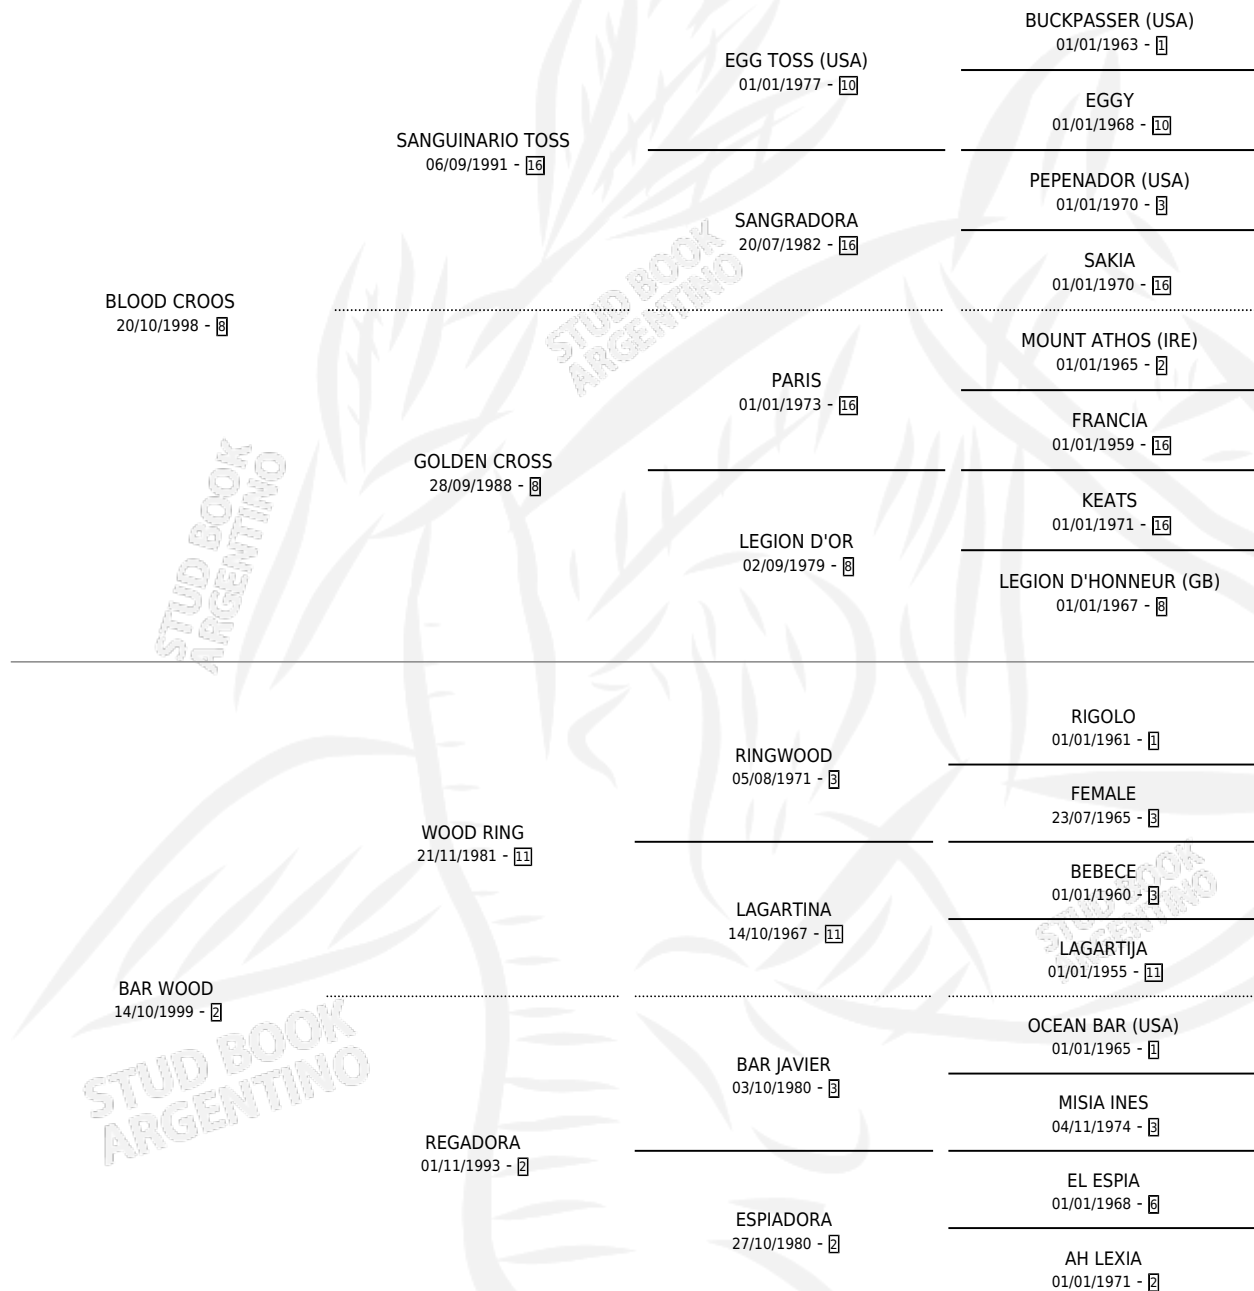 BUCKPASSER (USA)
01/01/1963 - 1
EGG TOSS (USA)
01/01/1977 - 10
EGGY
01/01/1968 - 10
SANGUINARIO TOSS
06/09/1991 - 16
PEPENADOR (USA)
01/01/1970 - 3
SANGRADORA
20/07/1982 - 16
SAKIA
01/01/1970 - 16
BLOOD CROOS
20/10/1998 - 8
MOUNT ATHOS (IRE)
01/01/1965 - 2
PARIS
01/01/1973 - 16
FRANCIA
01/01/1959 - 16
GOLDEN CROSS
28/09/1988 - 8
KEATS
01/01/1971 - 16
LEGION D'OR
02/09/1979 - 8
LEGION D'HONNEUR (GB)
01/01/1967 - 8
RIGOLO
01/01/1961 - 1
RINGWOOD
05/08/1971 - 3
FEMALE
23/07/1965 - 3
WOOD RING
21/11/1981 - 11
BEBECE
01/01/1960 - 3
LAGARTINA
14/10/1967 - 11
LAGARTIJA
01/01/1955 - 11
BAR WOOD
14/10/1999 - 2
OCEAN BAR (USA)
01/01/1965 - 1
BAR JAVIER
03/10/1980 - 3
MISIA INES
04/11/1974 - 3
REGADORA
01/11/1993 - 2
EL ESPIA
01/01/1968 - 6
ESPIADORA
27/10/1980 - 2
AH LEXIA
01/01/1971 - 2
STUD BOOK
ARGENTINO
STUD BOOK
ARGENTINO
STUD BOOK
ARGENTINO
STUD BOOK
ARGENTINO